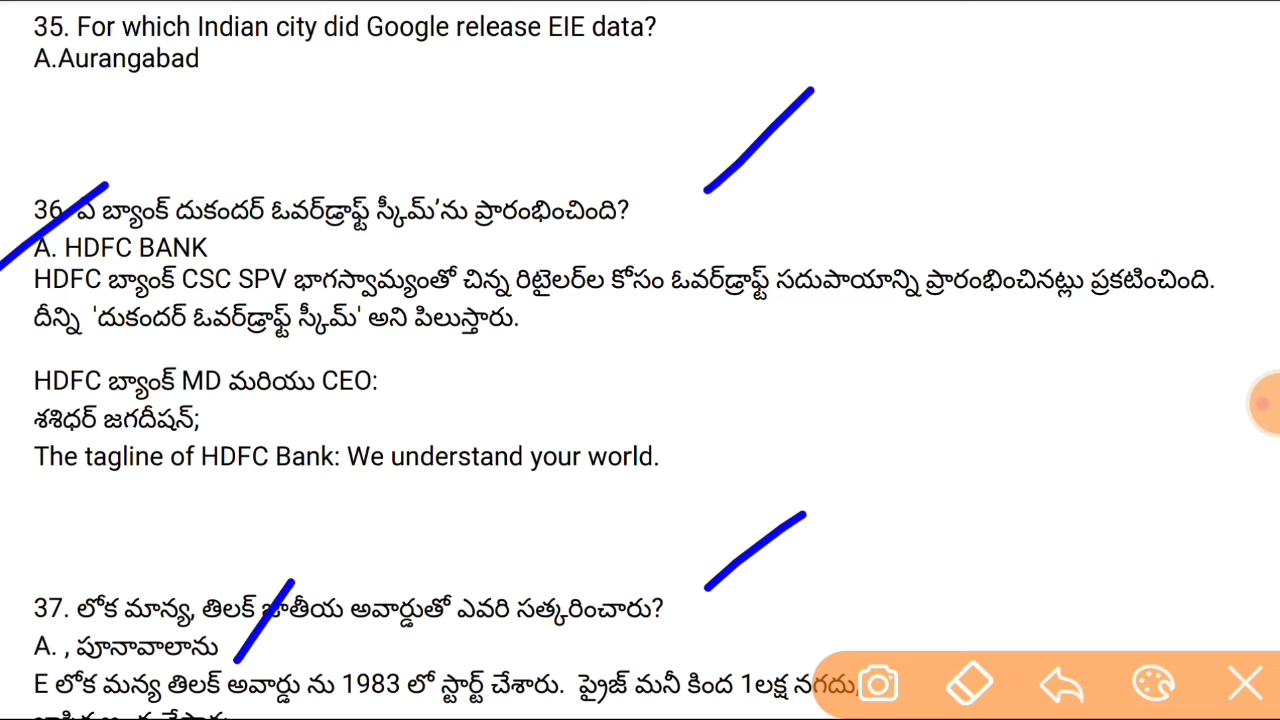 35. For which Indian city did Google release EIE data?
A.Aurangabad
36. ఏ బ్యాంక్ దుకందర్ ఓవర్‌డ్రాఫ్ట్ స్కీమ్’ను ప్రారంభించింది?
A. HDFC BANK
HDFC బ్యాంక్ CSC SPV భాగస్వామ్యంతో చిన్న రిటైలర్‌ల కోసం ఓవర్‌డ్రాఫ్ట్ సదుపాయాన్ని ప్రారంభించినట్లు ప్రకటించింది.
దీన్ని 'దుకందర్ ఓవర్‌డ్రాఫ్ట్ స్కీమ్' అని పిలుస్తారు.
HDFC బ్యాంక్ MD మరియు CEO:
శశిధర్ జగదీషన్;
The tagline of HDFC Bank: We understand your world.
37. లోక మాన్య, తిలక్ జాతీయ అవార్డుతో ఎవరి సత్కరించారు?
A. , పూనావాలాను
E లోక మన్య తిలక్ అవార్డు ను 1983 లో స్టార్ట్ చేశారు. ప్రైజ్ మనీ కింద 1లక్ష నగదు,